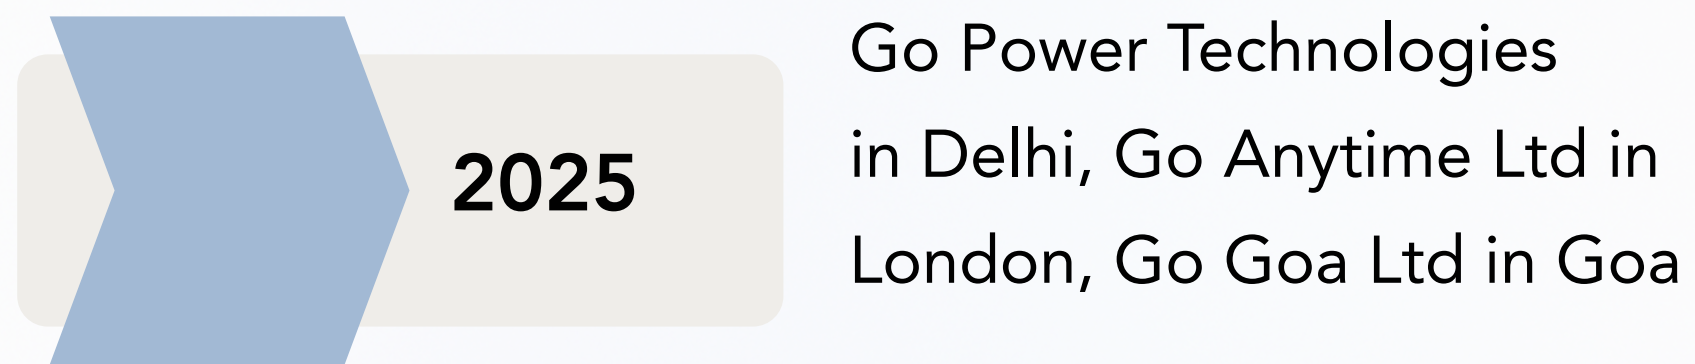 2025
Go Power Technologies
in Delhi, Go Anytime Ltd in
London, Go Goa Ltd in Goa